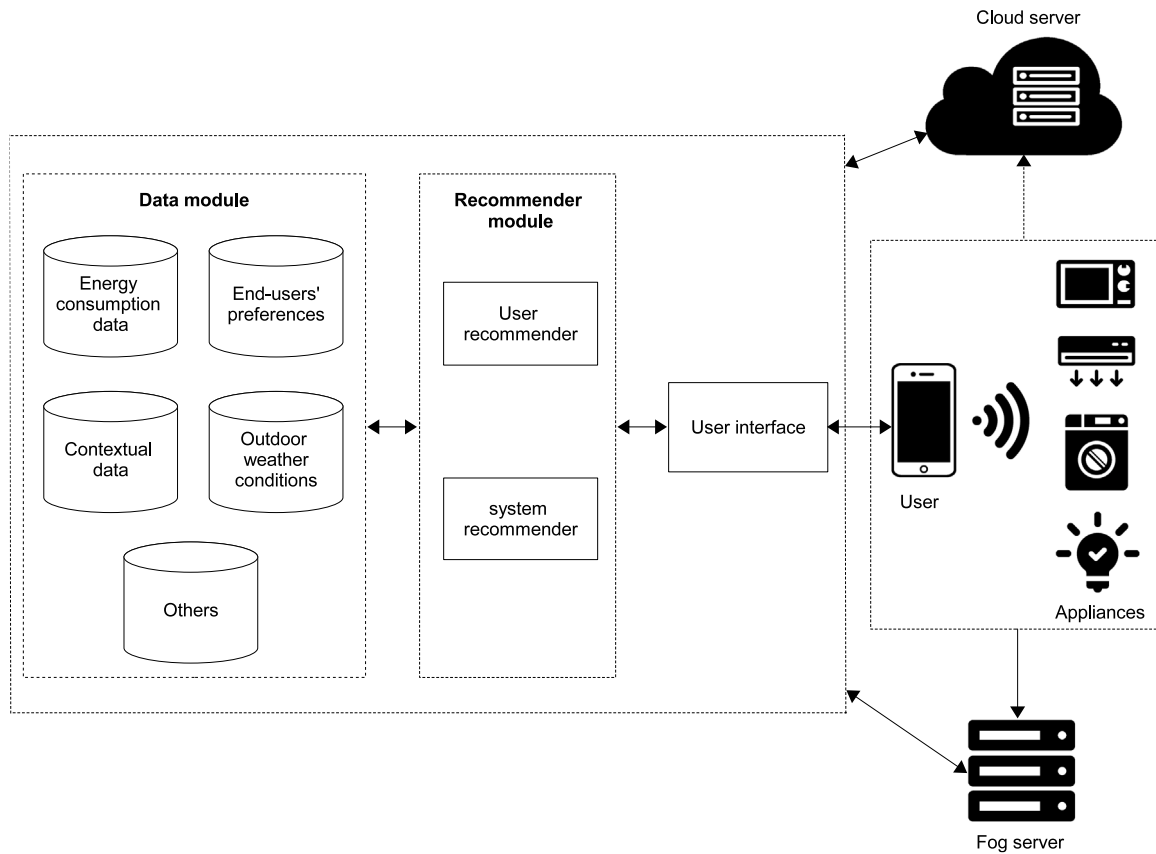 Cloud server
Data module
Energy
consumption
data
End-users'
preferences
Contextual
data
Outdoor
weather
conditions
Others
Recommender
module
User
recommender
system
recommender
User interface
User
Appliances
Fog server